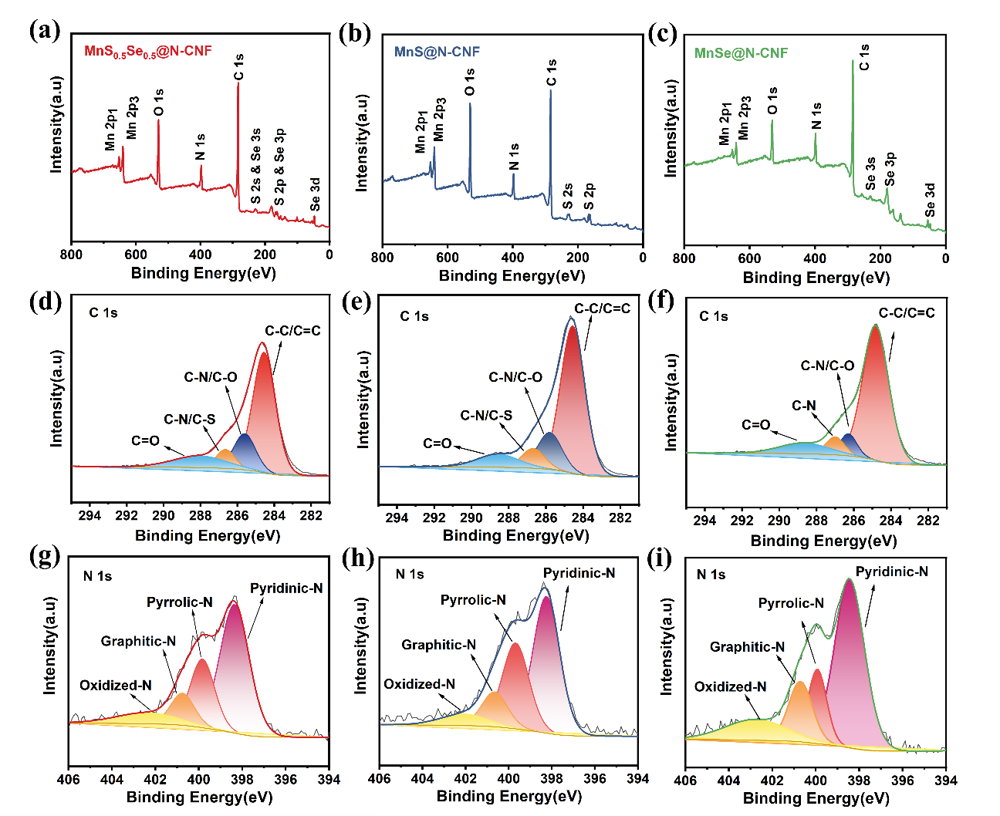 (a)
MnS0.5Se0.5@N-CNF
Intensity(a.u)
Mn 2p1
Mn 2p3
O 1s
N 1s
C 1s
S 2s & Se 3s
S 2p & Se 3p
Se 3d
800 600 400 200 0
Binding Energy(eV)
(b)
MnS@N-CNF
Intensity(a.u)
Mn 2p1
Mn 2p3
O 1s
N 1s
C 1s
S 2s
S 2p
800 600 400 200 0
Binding Energy(eV)
(c)
MnSe@N-CNF
Intensity(a.u)
Mn 2p1
Mn 2p3
O 1s
N 1s
C 1s
Se 3s
Se 3p
Se 3d
800 600 400 200 0
Binding Energy(eV)
(d)
C 1s
Intensity(a.u)
C-C/C=C
C-N/C-O
C-N/C-S
C=O
294 292 290 288 286 284 282
Binding Energy(eV)
(e)
C 1s
Intensity(a.u)
C-C/C=C
C-N/C-O
C-N/C-S
C=O
294 292 290 288 286 284 282
Binding Energy(eV)
(f)
C 1s
Intensity(a.u)
C-C/C=C
C-N/C-O
C-N
C=O
294 292 290 288 286 284 282
Binding Energy(eV)
(g)
N 1s
Intensity(a.u)
Pyridinic-N
Pyrrolic-N
Graphitic-N
Oxidized-N
406 404 402 400 398 396 394
Binding Energy(eV)
(h)
N 1s
Intensity(a.u)
Pyridinic-N
Pyrrolic-N
Graphitic-N
Oxidized-N
406 404 402 400 398 396 394
Binding Energy(eV)
(i)
N 1s
Intensity(a.u)
Pyridinic-N
Pyrrolic-N
Graphitic-N
Oxidized-N
406 404 402 400 398 396 394
Binding Energy(eV)